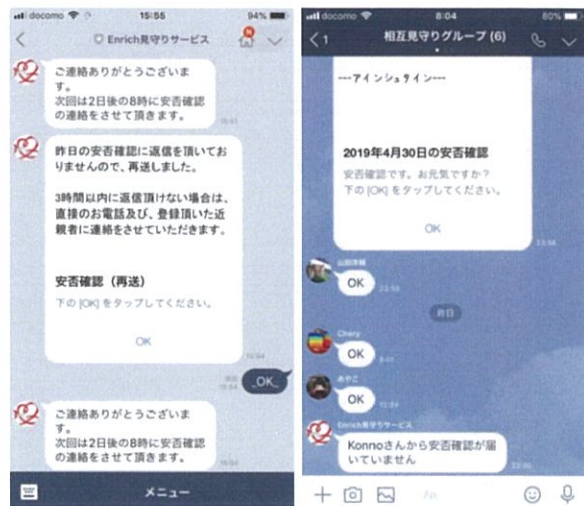 docomo
15:55
94%
Enrich見守りサービス
N
ご連絡ありがとうございま
す。
次回は2日後の8時に安否確認
の連絡をさせて頂きます。
昨日の安否確認に返信を頂いてお
りませんので、再送しました。
3時間以内に返信頂けない場合は、
直接のお電話及び、登録頂いた近
親者に連絡をさせていただきます。
安否確認（再送）
下の [OK] をタップしてください。
OK
15:54
既読
15:54
_OK_
ご連絡ありがとうございま
す。
次回は2日後の8時に安否確認
の連絡をさせて頂きます。
15:54
メニュー
docomo
8:04
80%
1
相互見守りグループ (6)
---アインシュタイン---
2019年4月30日の安否確認
安否確認です。お元気ですか？
下の [OK] をタップしてください。
OK
OK
昨日
Chery
OK
あやこ
OK
Enrich見守りサービス
Konnoさんから安否確認が届
いていません
Aa